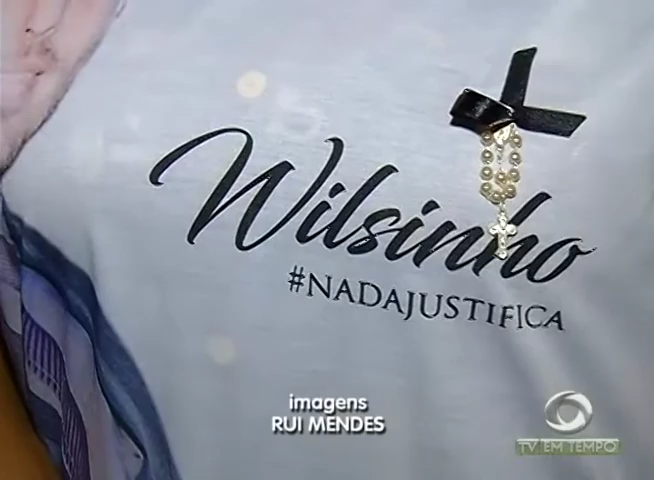 Wilsinho
#NADAJUSTIFICA
imagens
RUI MENDES
TV EM TEMPO